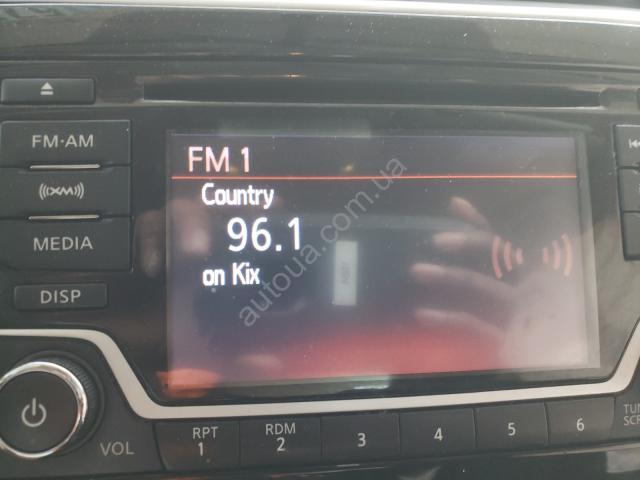 FM·AM
XM
MEDIA
DISP
VOL
FM 1
Country
96.1
on Kix
autoua.com.ua
RPT
1
RDM
2
3
4
5
6